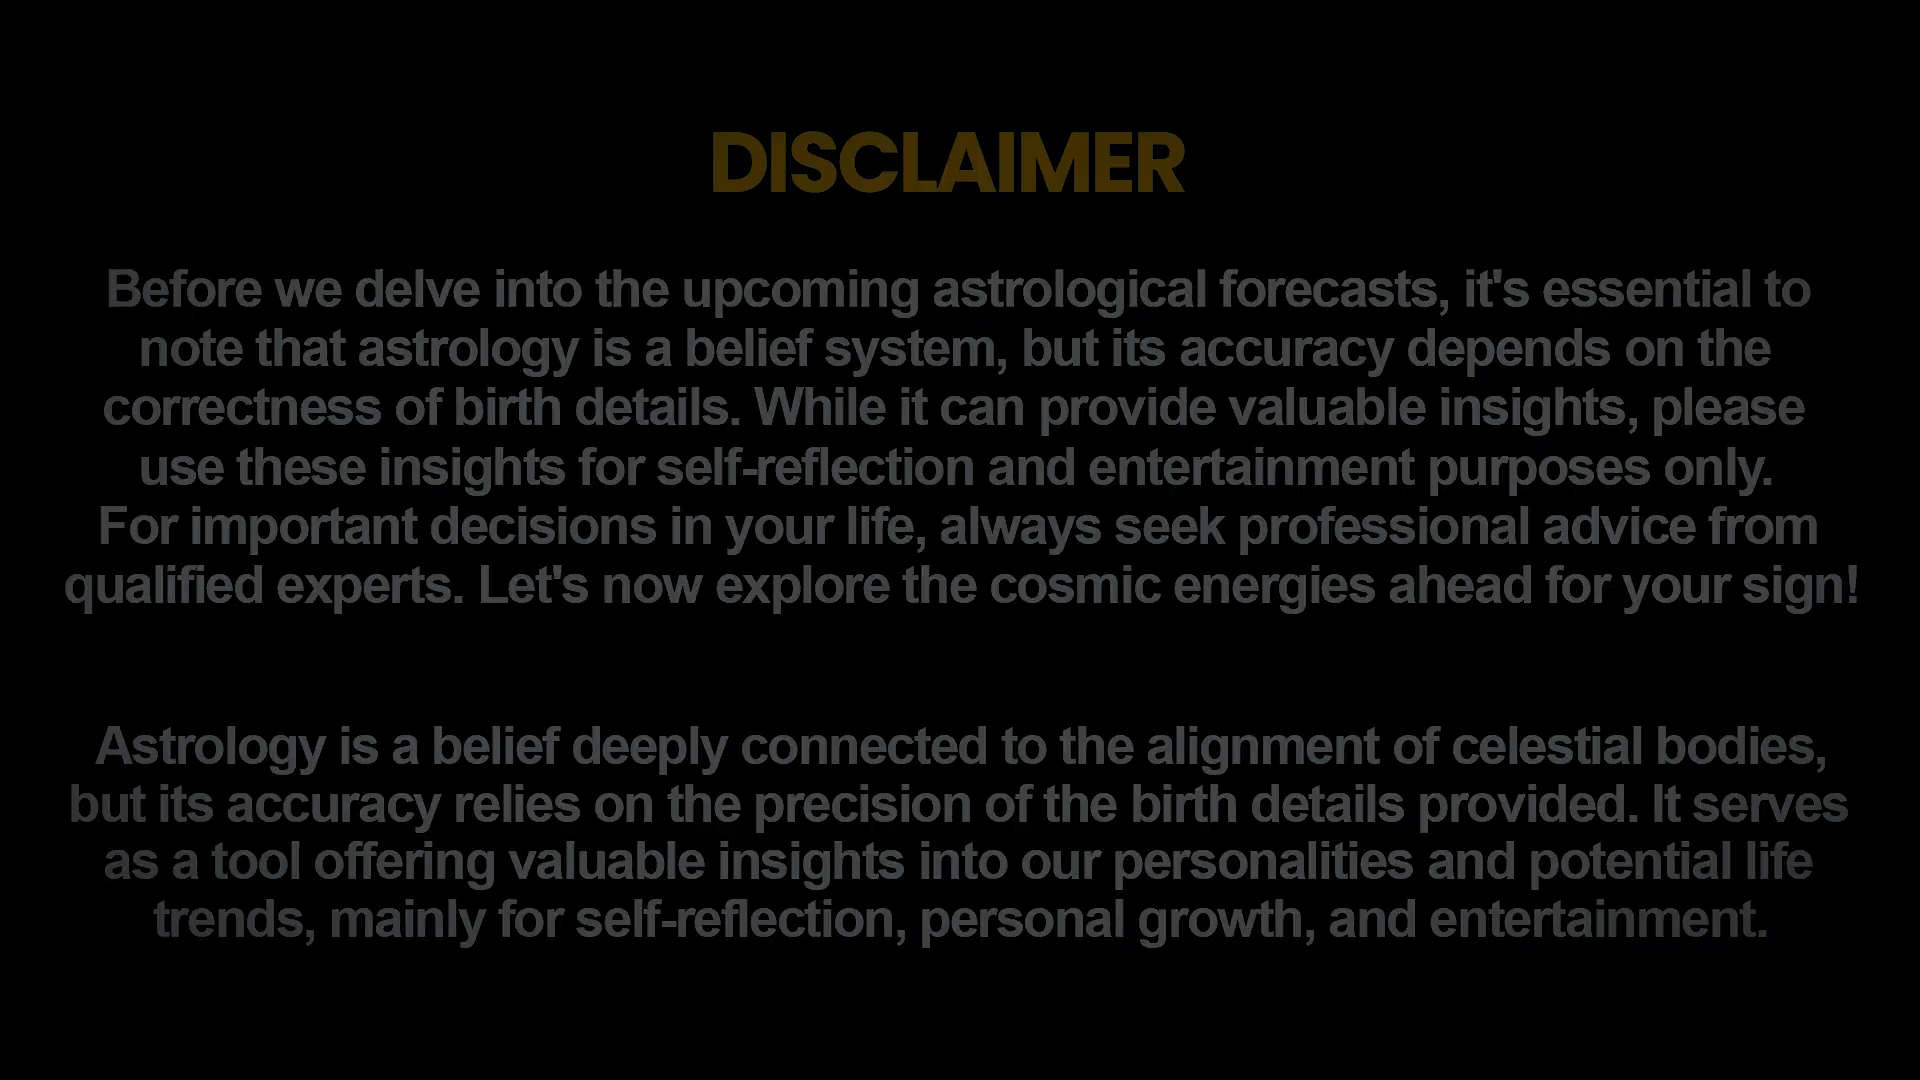 DISCLAIMER
Before we delve into the upcoming astrological forecasts, it's essential to
note that astrology is a belief system, but its accuracy depends on the
correctness of birth details. While it can provide valuable insights, please
use these insights for self-reflection and entertainment purposes only.
For important decisions in your life, always seek professional advice from
qualified experts. Let's now explore the cosmic energies ahead for your sign!
Astrology is a belief deeply connected to the alignment of celestial bodies,
but its accuracy relies on the precision of the birth details provided. It serves
as a tool offering valuable insights into our personalities and potential life
trends, mainly for self-reflection, personal growth, and entertainment.